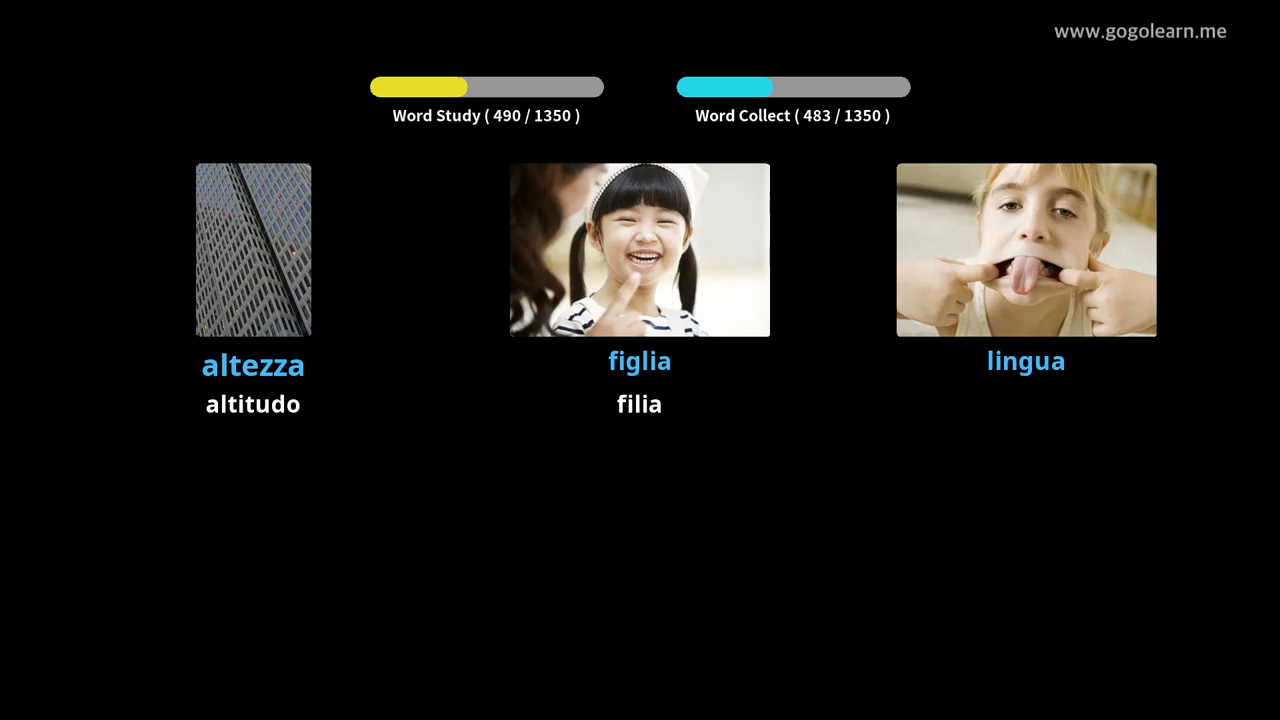 www.gogolearn.me
Word Study ( 490 / 1350 )
Word Collect ( 483 / 1350 )
altezza
altitudo
figlia
filia
lingua